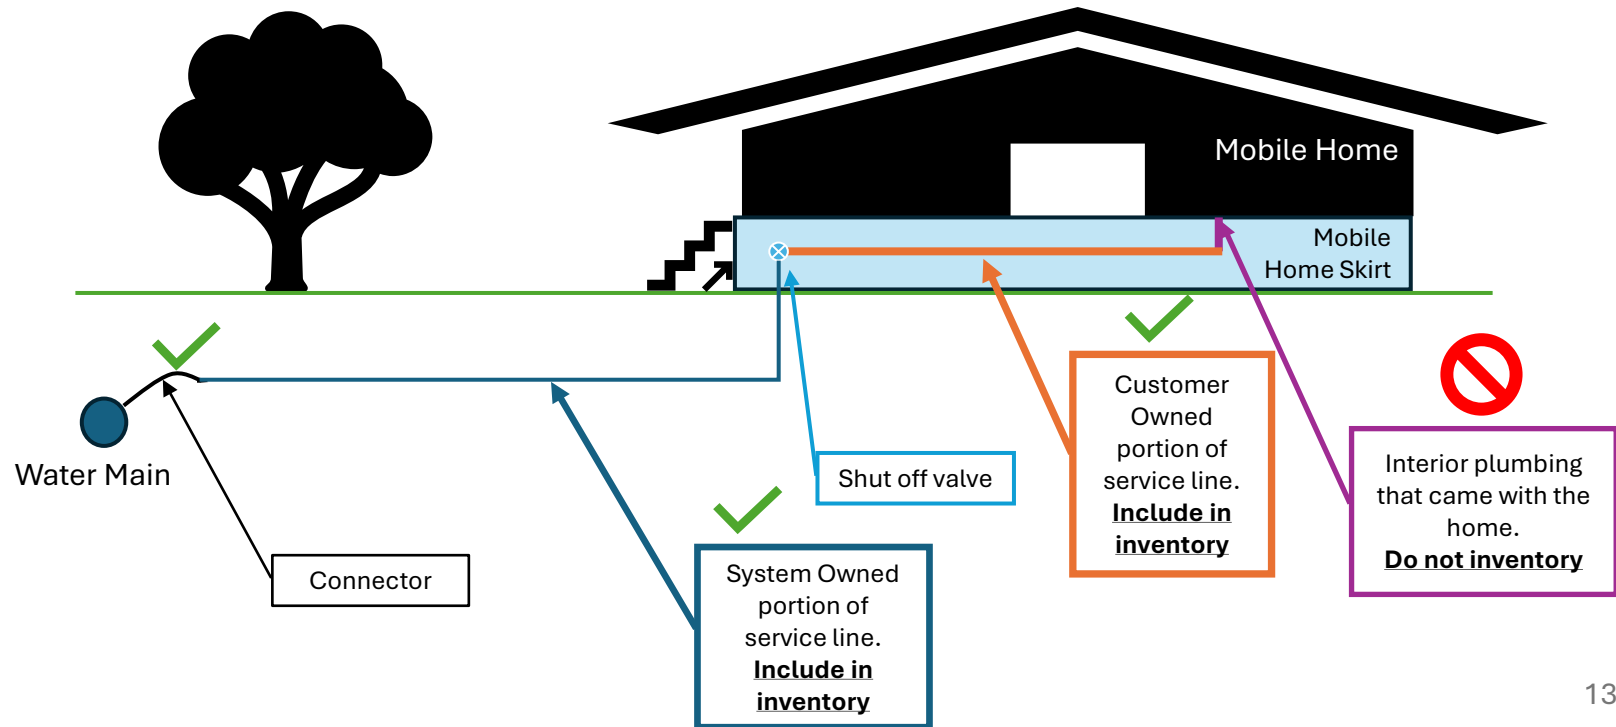 Mobile Home
Mobile
Home Skirt
Water Main
Connector
Shut off valve
System Owned
portion of
service line.
Include in
inventory
Customer
Owned
portion of
service line.
Include in
inventory
Interior plumbing
that came with the
home.
Do not inventory
13